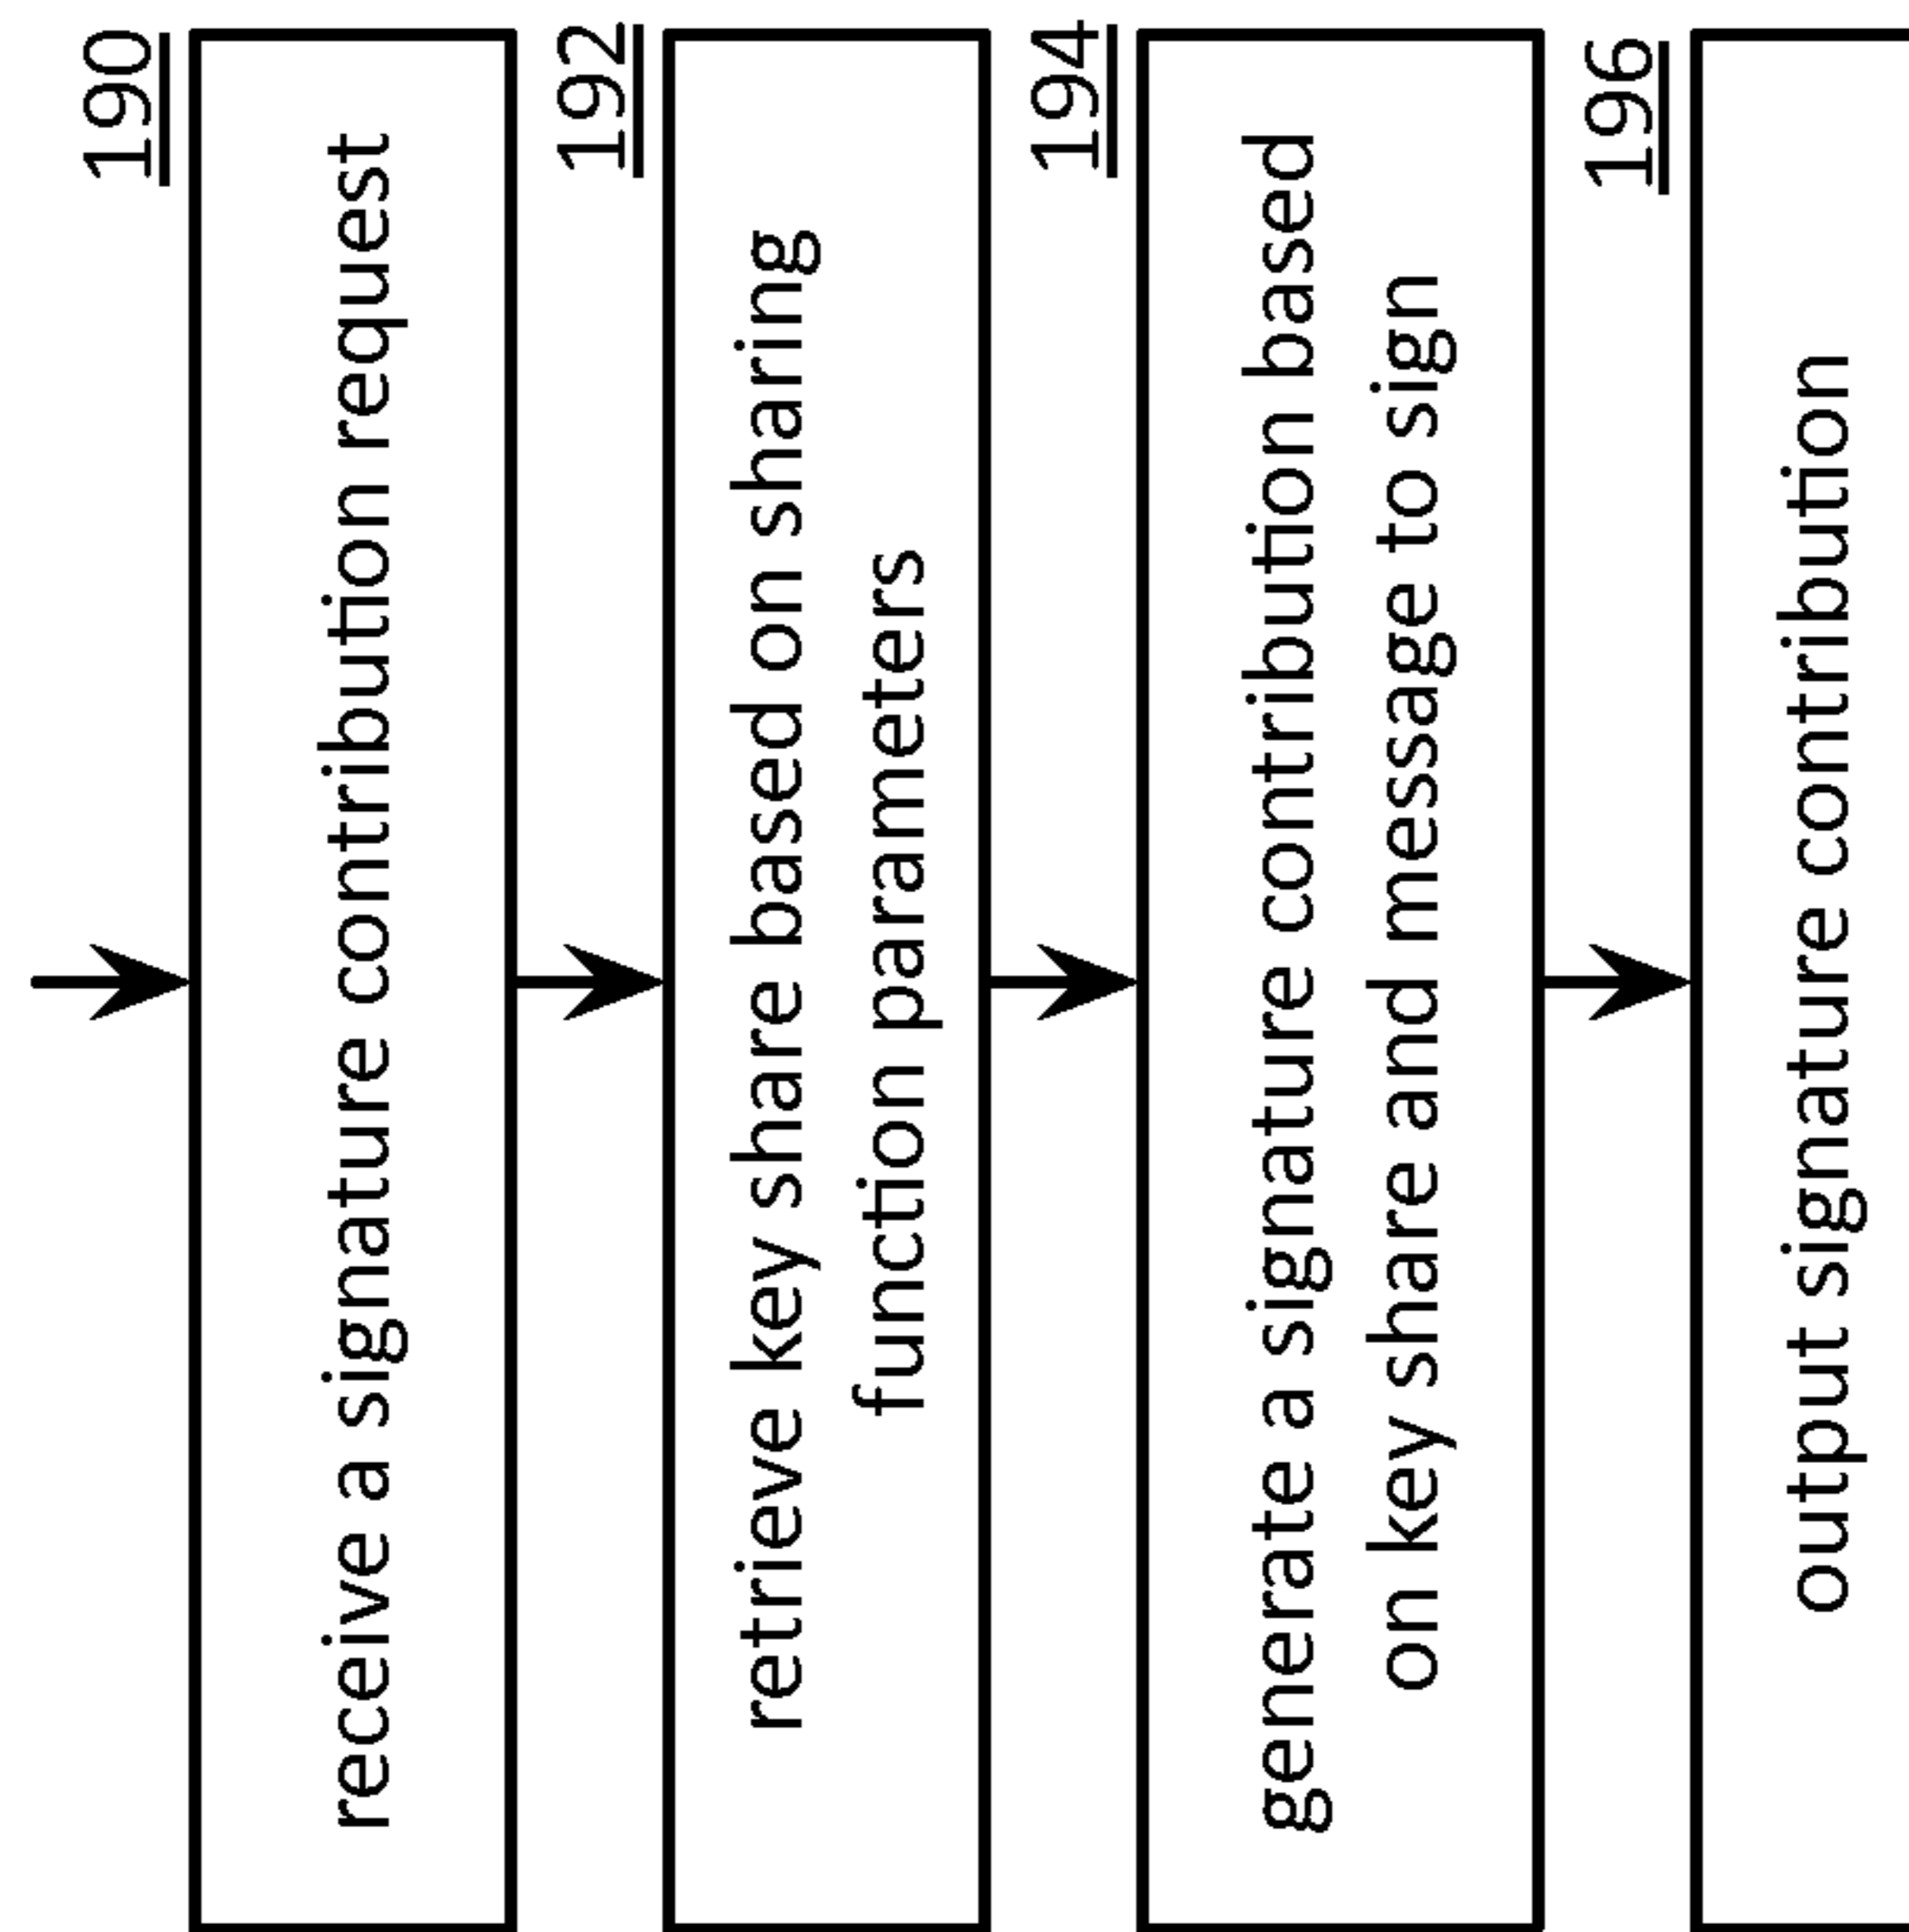 190
receive a signature contribution request
192
retrieve key share based on sharing
function parameters
194
generate a signature contribution based
on key share and message to sign
196
output signature contribution